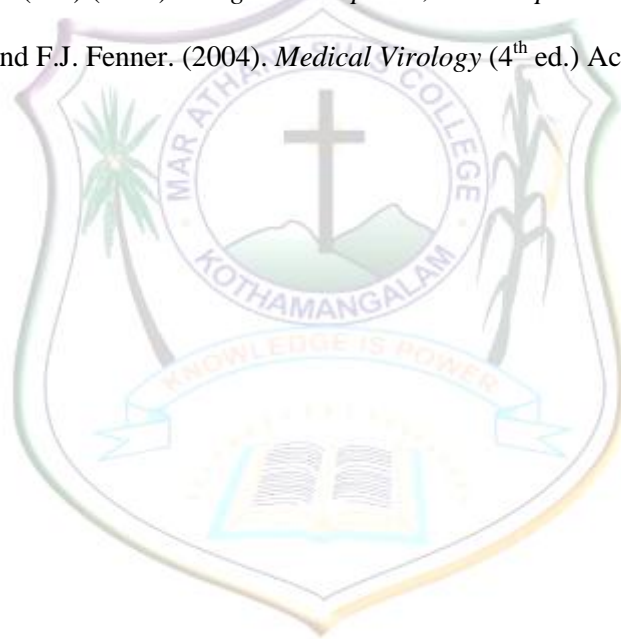 nd F.J. Fenner. (2004). Medical Virology (4th ed.) Ac
MAR ATHANASIUS COLLEGE
KOTHAMANGALAM
KNOWLEDGE IS POWER